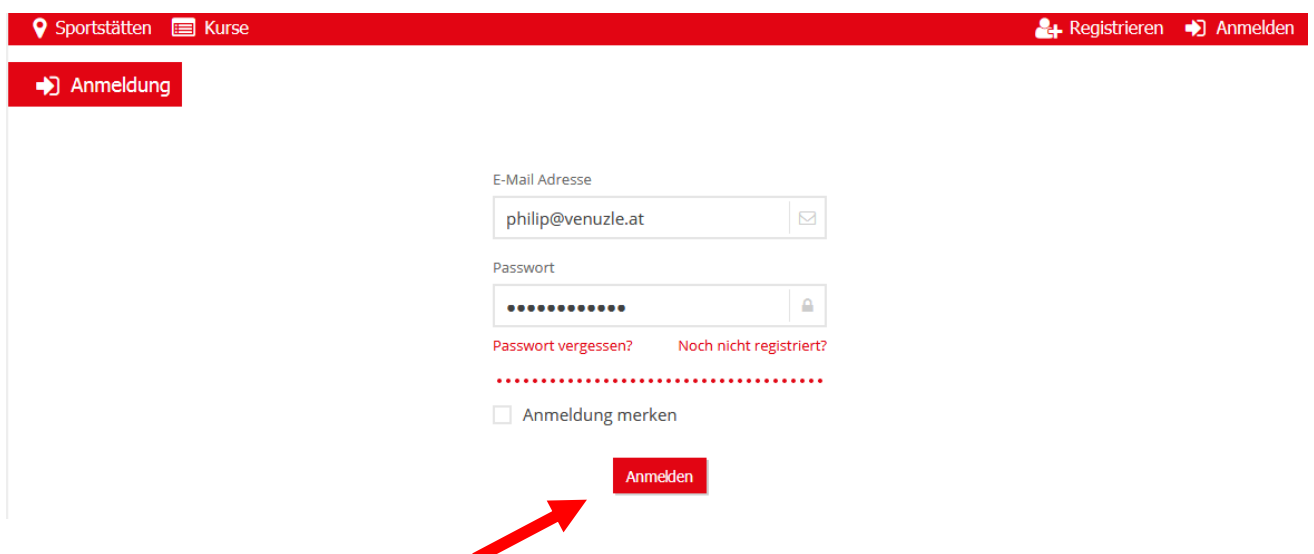 Sportstätten Kurse Registrieren Anmelden
Anmeldung
E-Mail Adresse
philip@venuzle.at
Passwort
••••••••••••
Passwort vergessen? Noch nicht registriert?
Anmeldung merken
Anmelden